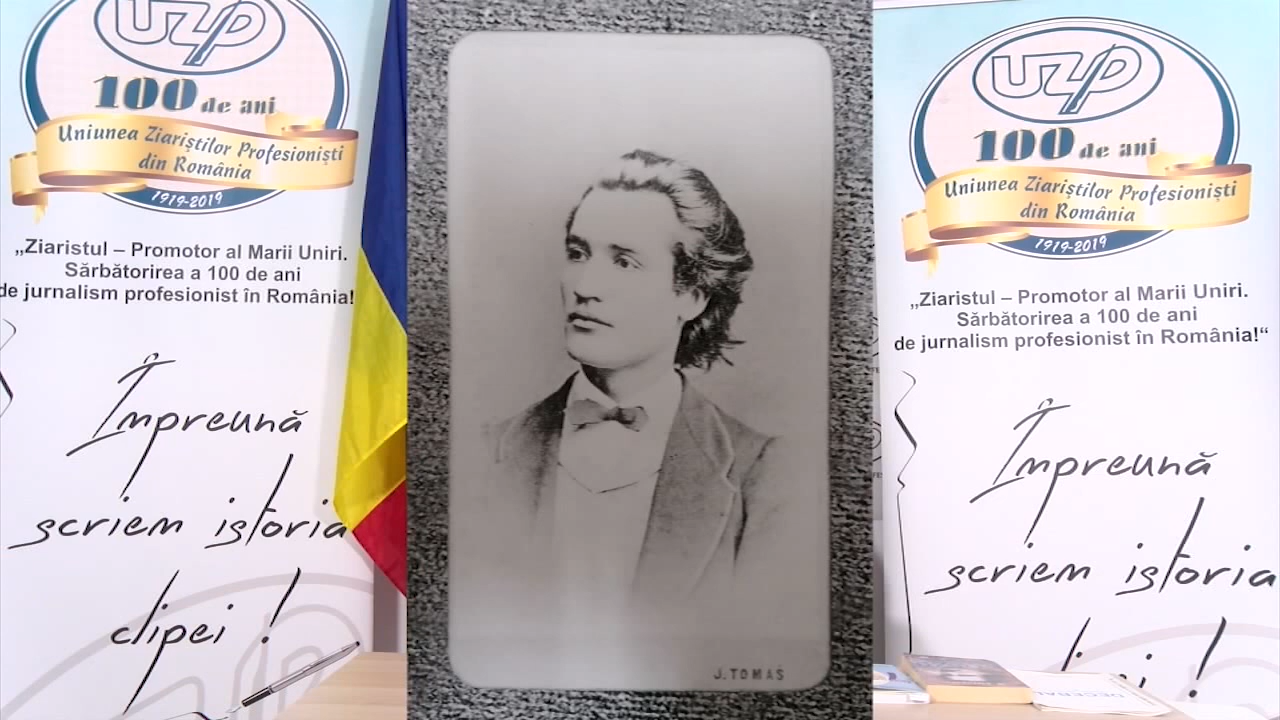 UZP
100 de ani
Uniunea Ziariștilor Profesioniști
din România
1919-2019
„Ziaristul – Promotor al Marii Uniri.
Sărbătorirea a 100 de ani
de jurnalism profesionist în România!
Împreună
scriem istoria
clipei !
J. TOMAS
UZP
100 de ani
Uniunea Ziariștilor Profesioniști
din România
1919-2019
„Ziaristul – Promotor al Marii Uniri.
Sărbătorirea a 100 de ani
de jurnalism profesionist în România!“
Împreună
scriem istoria